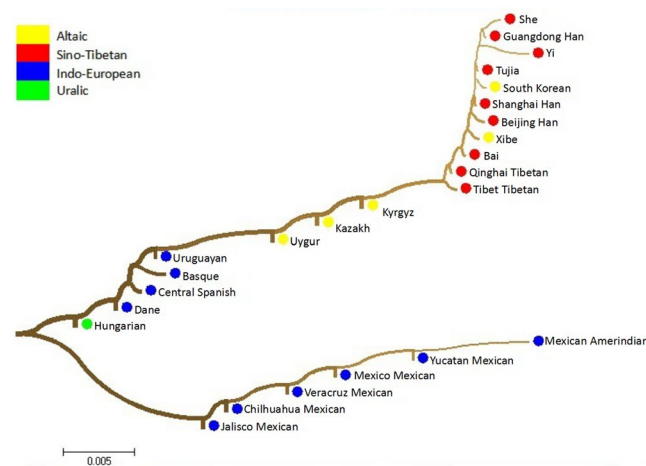 Altaic
Sino-Tibetan
Indo-European
Uralic
She
Guangdong Han
Yi
Tujia
South Korean
Shanghai Han
Beijing Han
Xibe
Bai
Qinghai Tibetan
Tibet Tibetan
Kyrgyz
Kazakh
Uygur
Uruguayan
Basque
Central Spanish
Dane
Hungarian
Mexican Amerindian
Yucatan Mexican
Mexico Mexican
Veracruz Mexican
Chilhuahua Mexican
Jalisco Mexican
0.005